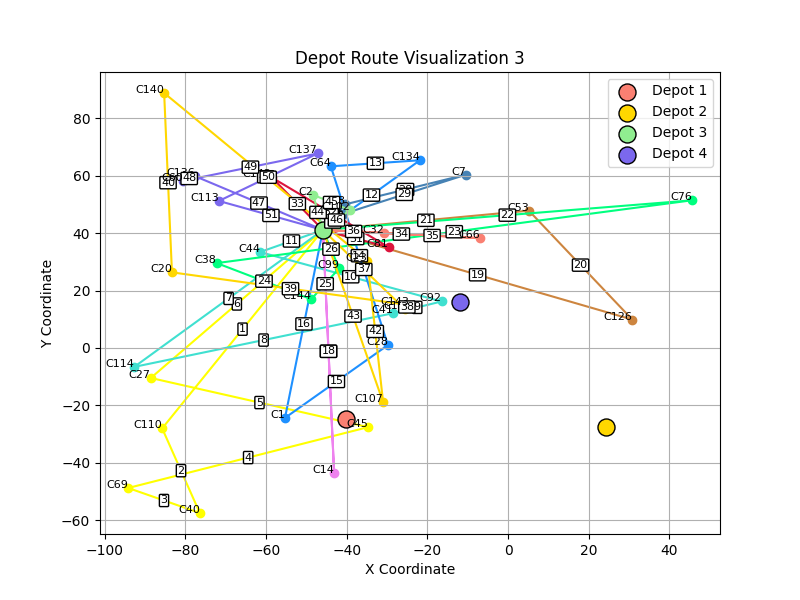 Depot Route Visualization 3
Depot 1
Depot 2
Depot 3
Depot 4
Y Coordinate
80
60
40
20
0
−20
−40
−60
−100
−80
−60
−40
−20
0
20
40
X Coordinate
C140
C137
C64
C134
C7
C76
C113
C2
C53
C32
C66
C81
C44
C38
C20
C99
C144
C143
C92
C41
C126
C28
C114
C27
C107
C1
C45
C110
C14
C69
C40
49
50
13
48
40
47
51
33
12
29
44
46
36
21
22
23
34
35
11
26
20
19
10
37
25
24
39
7
6
43
42
16
1
8
18
15
5
4
2
3